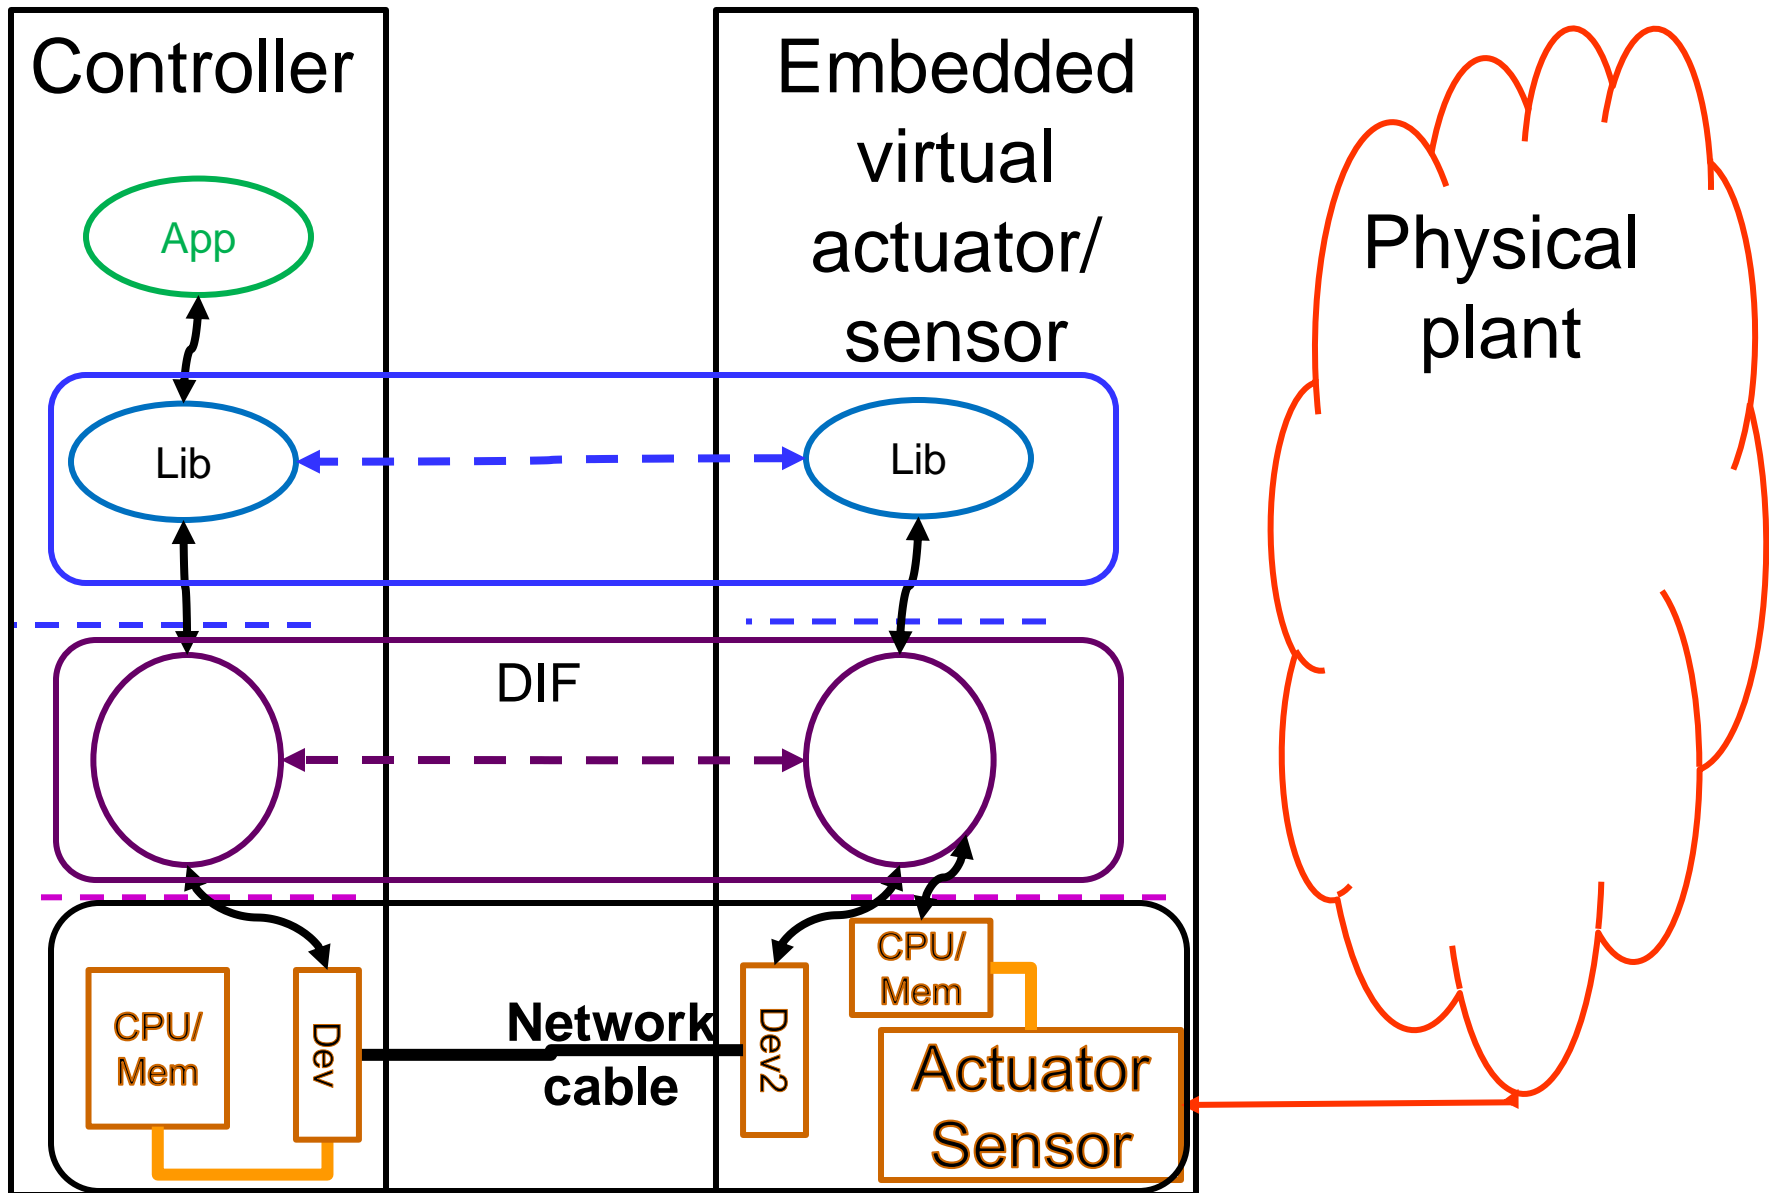 Controller
Embedded
virtual
actuator/
sensor
Physical
plant
App
Lib
Lib
DIF
CPU/
Mem
Dev
Network
cable
Dev2
CPU/
Mem
Actuator
Sensor